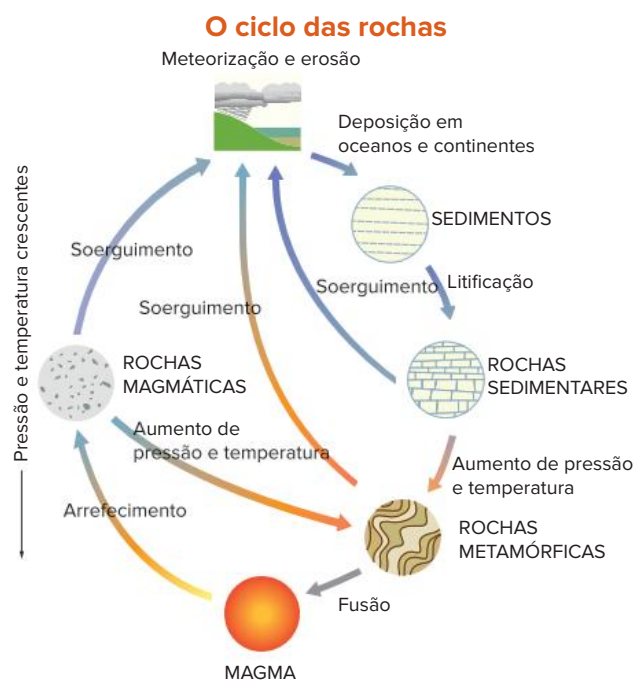 O ciclo das rochas
Meteorização e erosão
Deposição em
oceanos e continentes
SEDIMENTOS
Litificação
Soerguimento
Soerguimento
Soerguimento
ROCHAS
SEDIMENTARES
ROCHAS
MAGMÁTICAS
Aumento de
pressão e temperatura
Aumento de pressão
e temperatura
ROCHAS
METAMÓRFICAS
Arrefecimento
Fusão
MAGMA
Pressão e temperatura crescentes